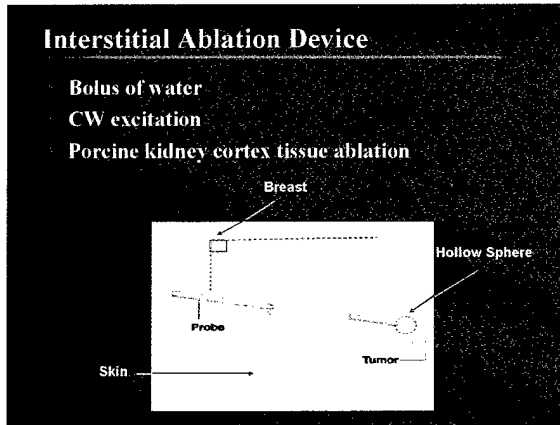 Interstitial Ablation Device
Bolus of water
CW excitation
Porcine kidney cortex tissue ablation
Breast
Hollow Sphere
Probe
Tumor
Skin